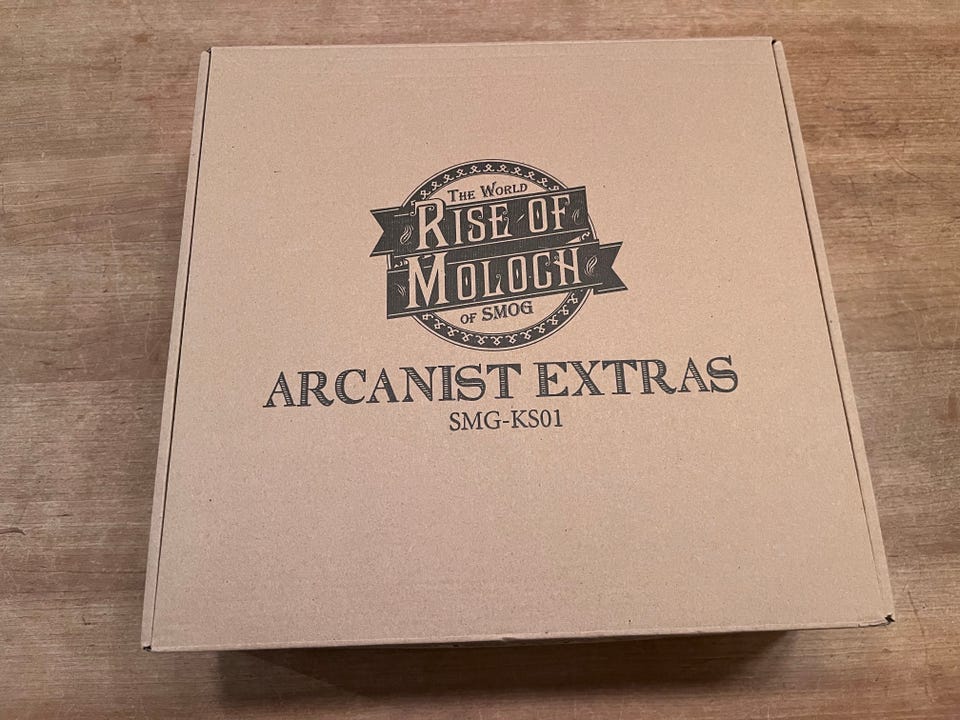 The World
Rise of
Moloch
of SMOG
ARCANIST EXTRAS
SMG-KS01